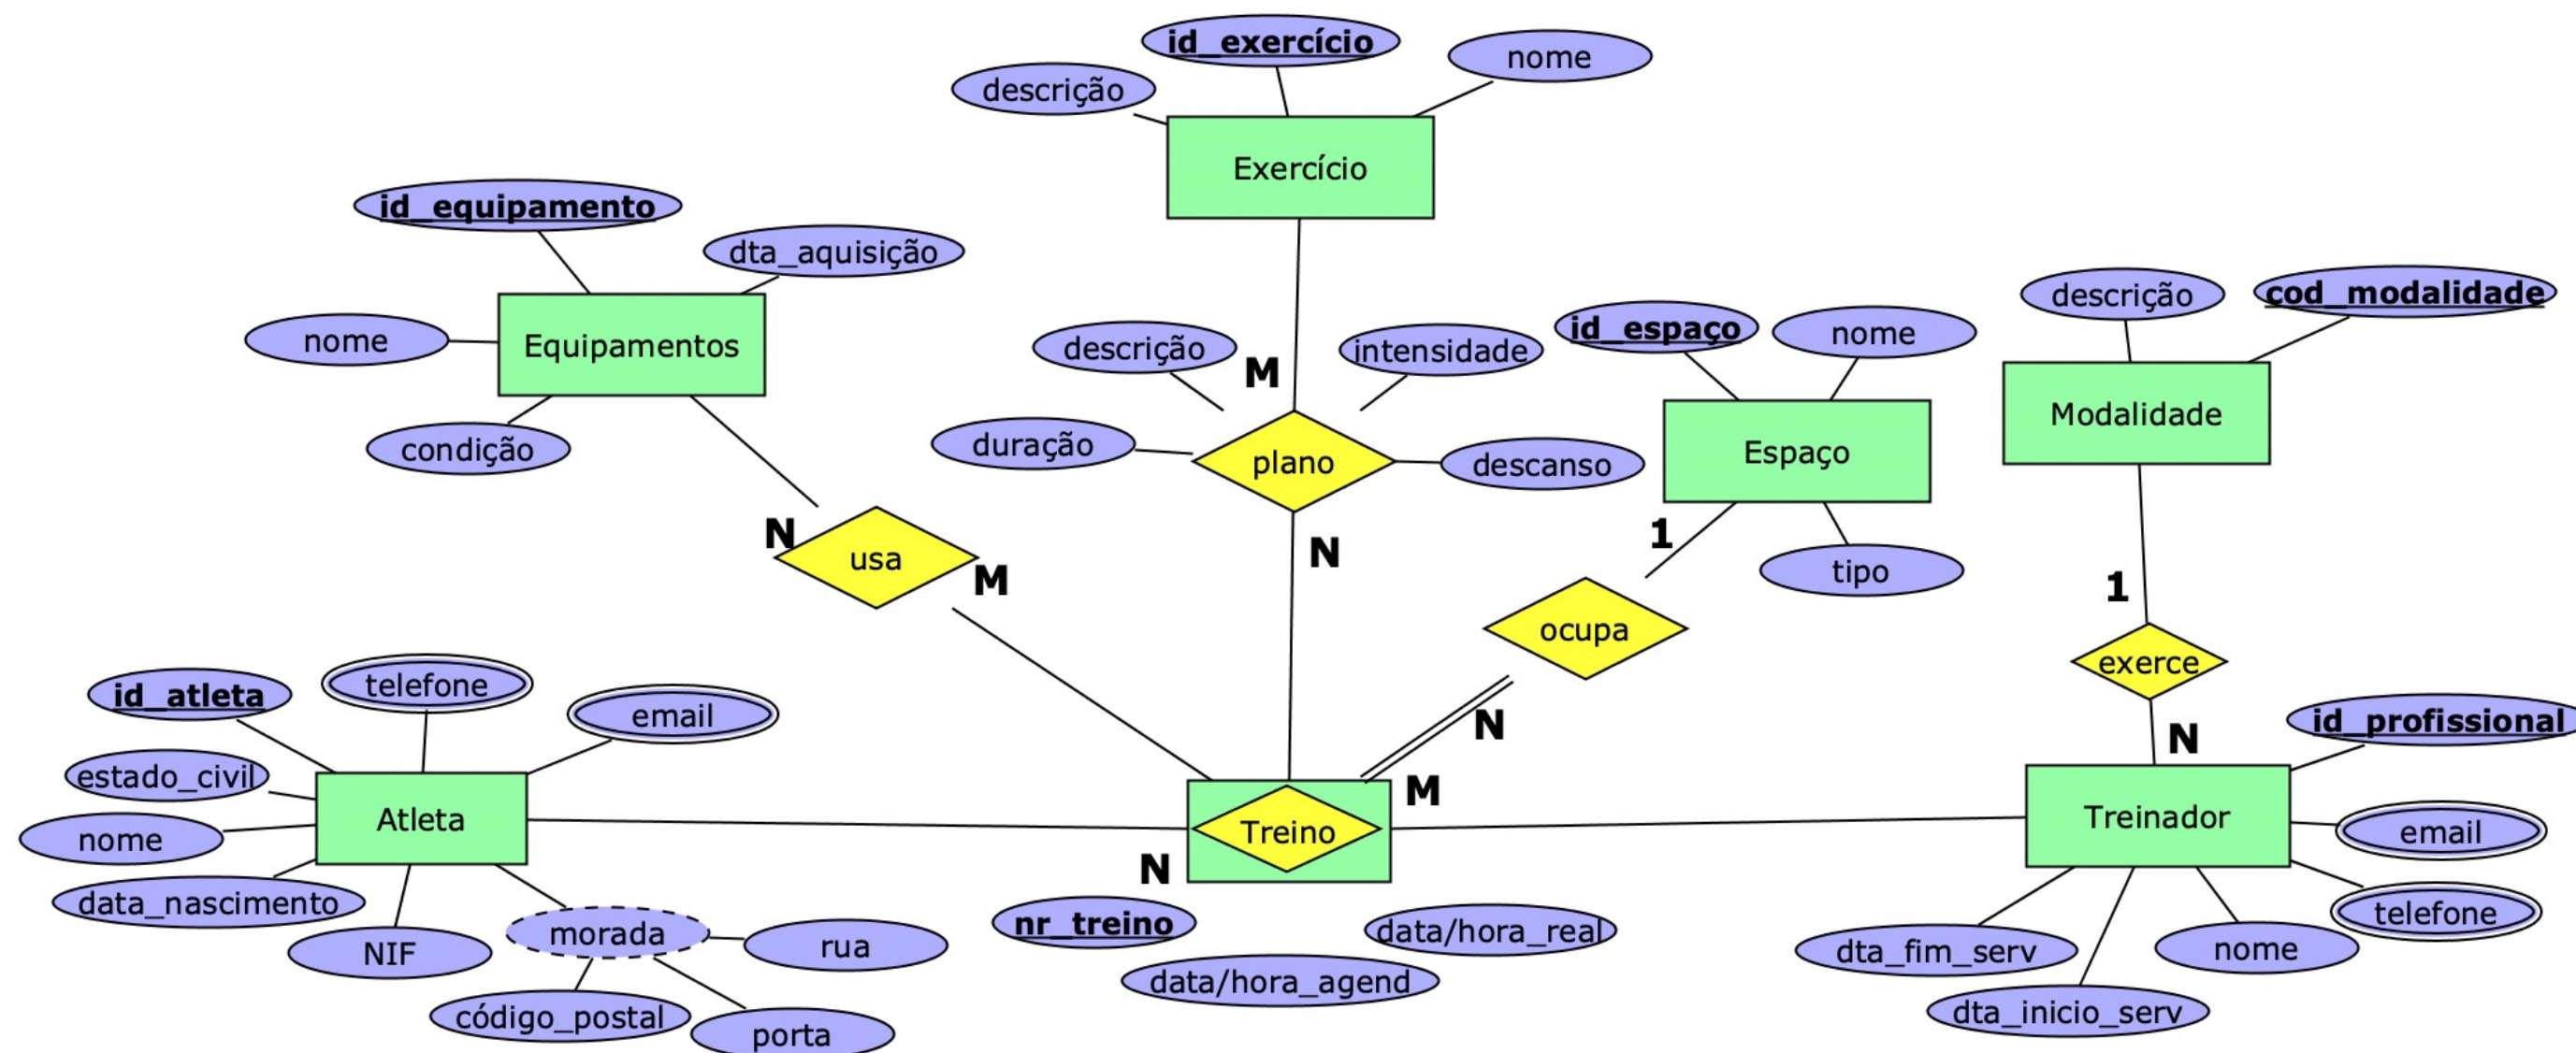 id_exercício
nome
descrição
Exercício
id_equipamento
dta_aquisição
nome
Equipamentos
condição
descrição
M
intensidade
duração
plano
descanso
N
id_espaço
nome
Espaço
tipo
descrição
cod_modalidade
Modalidade
N
usa
M
1
ocupa
N
1
exerce
N
id_atleta
telefone
email
estado_civil
nome
Atleta
data_nascimento
NIF
morada
rua
código_postal
porta
M
Treino
N
nr_treino
data/hora_real
data/hora_agend
id_profissional
Treinador
email
telefone
dta_fim_serv
nome
dta_inicio_serv